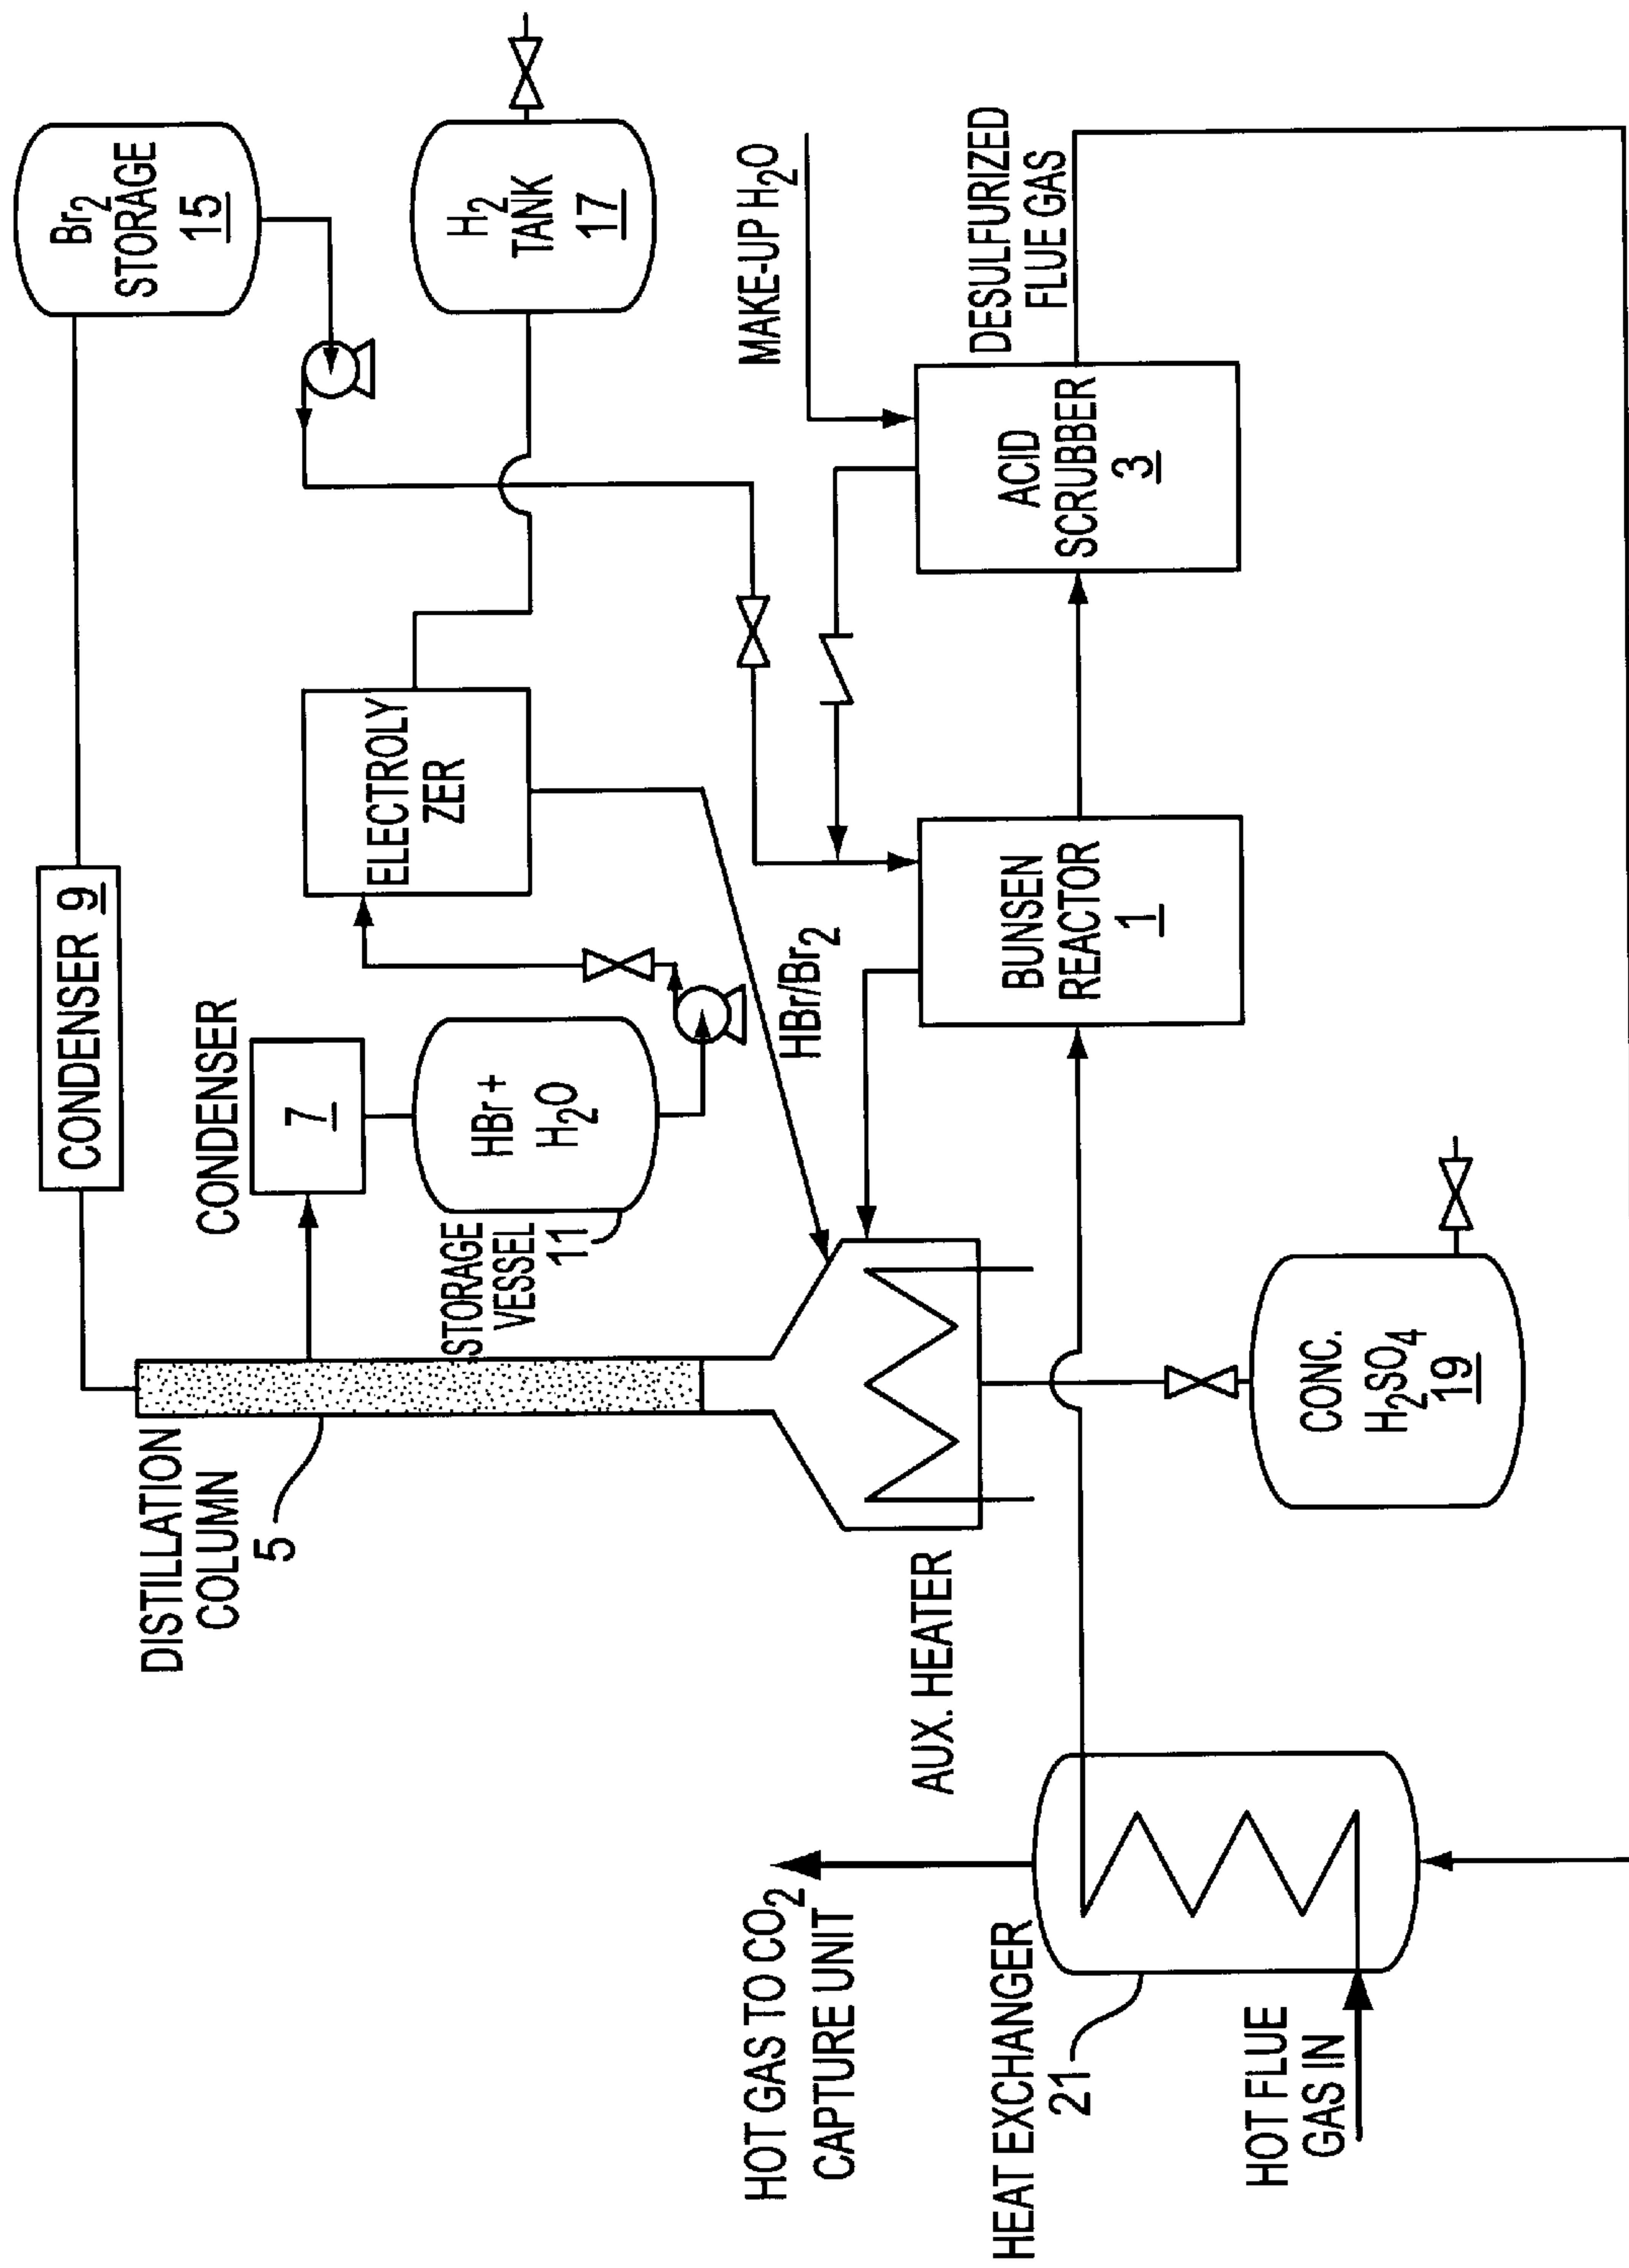 CONDENSER 9
Br2
STORAGE
15
DISTILLATION
COLUMN
5
CONDENSER
7
STORAGE
VESSEL
11
HBr+
H2O
ELECTROLY
ZER
H2
TANK
17
HOT GAS TO CO2
CAPTURE UNIT
AUX. HEATER
HBr/Br2
MAKE-UP H2O
HEAT EXCHANGER
21
BUNSEN
REACTOR
1
ACID
SCRUBBER
3
DESULFURIZED
FLUE GAS
HOT FLUE
GAS IN
CONC.
H2SO4
19